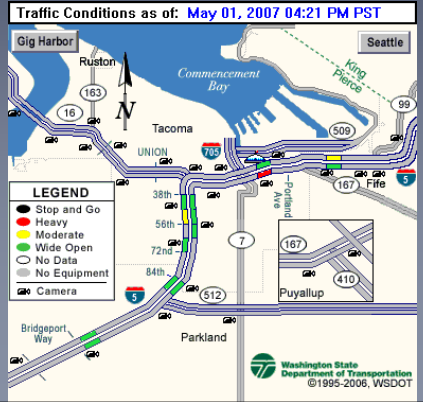 Traffic Conditions as of: May 01, 2007 04:21 PM PST
Gig Harbor
Seattle
Ruston
Commencement
Bay
King
Pierce
163
16
99
N
Tacoma
509
705
UNION
167
Fife
5
38th
Portland
Ave
LEGEND
Stop and Go
Heavy
Moderate
Wide Open
No Data
No Equipment
Camera
56th
72nd
84th
7
167
410
Puyallup
5
512
Bridgeport
Way
Parkland
Washington State
Department of Transportation
©1995-2006, WSDOT